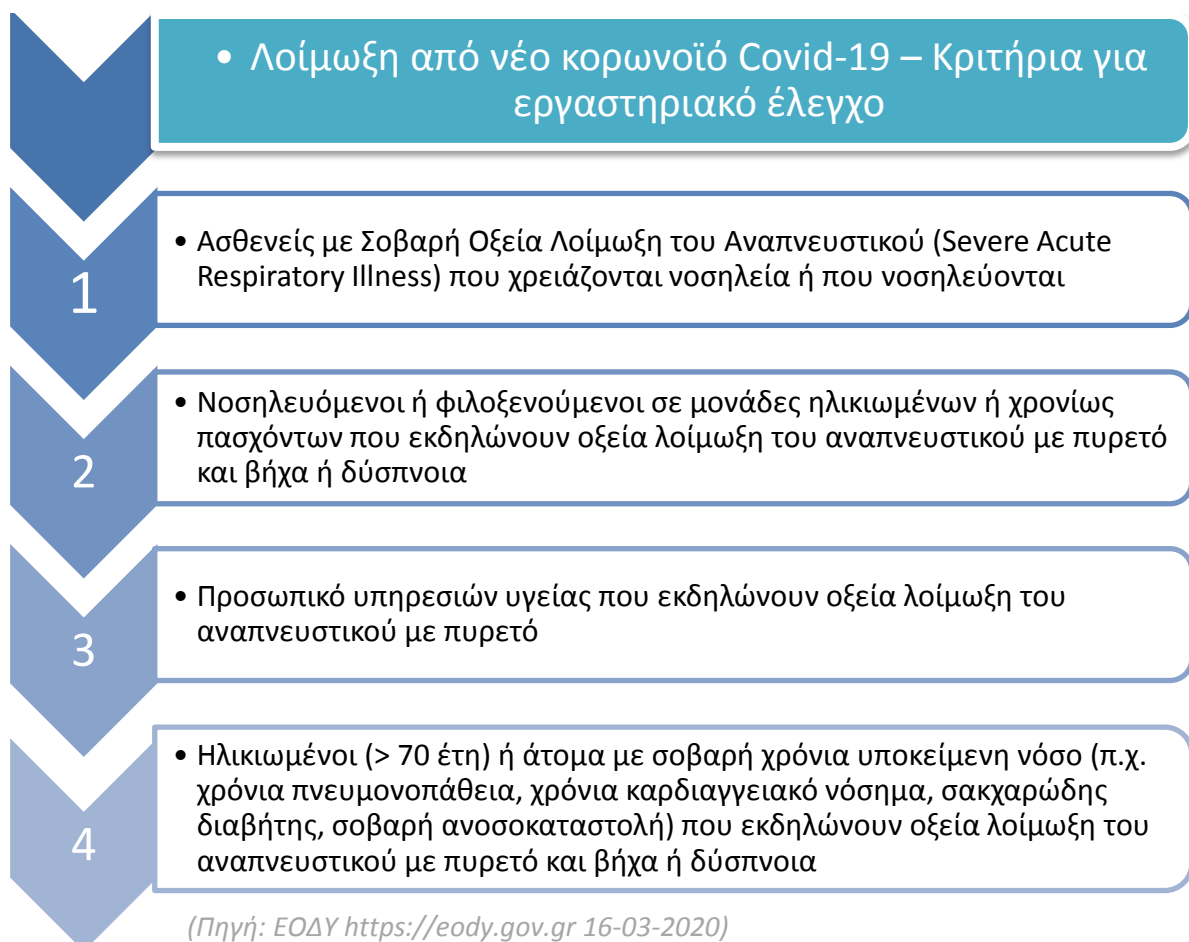 • Λοίμωξη από νέο κορωνοϊό Covid-19 – Κριτήρια για
εργαστηριακό έλεγχο
1
• Ασθενείς με Σοβαρή Οξεία Λοίμωξη του Αναπνευστικού (Severe Acute
Respiratory Illness) που χρειάζονται νοσηλεία ή που νοσηλεύονται
2
• Νοσηλευόμενοι ή φιλοξενούμενοι σε μονάδες ηλικιωμένων ή χρονίως
πασχόντων που εκδηλώνουν οξεία λοίμωξη του αναπνευστικού με πυρετό
και βήχα ή δύσπνοια
3
• Προσωπικό υπηρεσιών υγείας που εκδηλώνουν οξεία λοίμωξη του
αναπνευστικού με πυρετό
4
• Ηλικιωμένοι (> 70 έτη) ή άτομα με σοβαρή χρόνια υποκείμενη νόσο (π.χ.
χρόνια πνευμονοπάθεια, χρόνια καρδιαγγειακό νόσημα, σακχαρώδης
διαβήτης, σοβαρή ανοσοκαταστολή) που εκδηλώνουν οξεία λοίμωξη του
αναπνευστικού με πυρετό και βήχα ή δύσπνοια
(Πηγή: ΕΟΔΥ https://eody.gov.gr 16-03-2020)